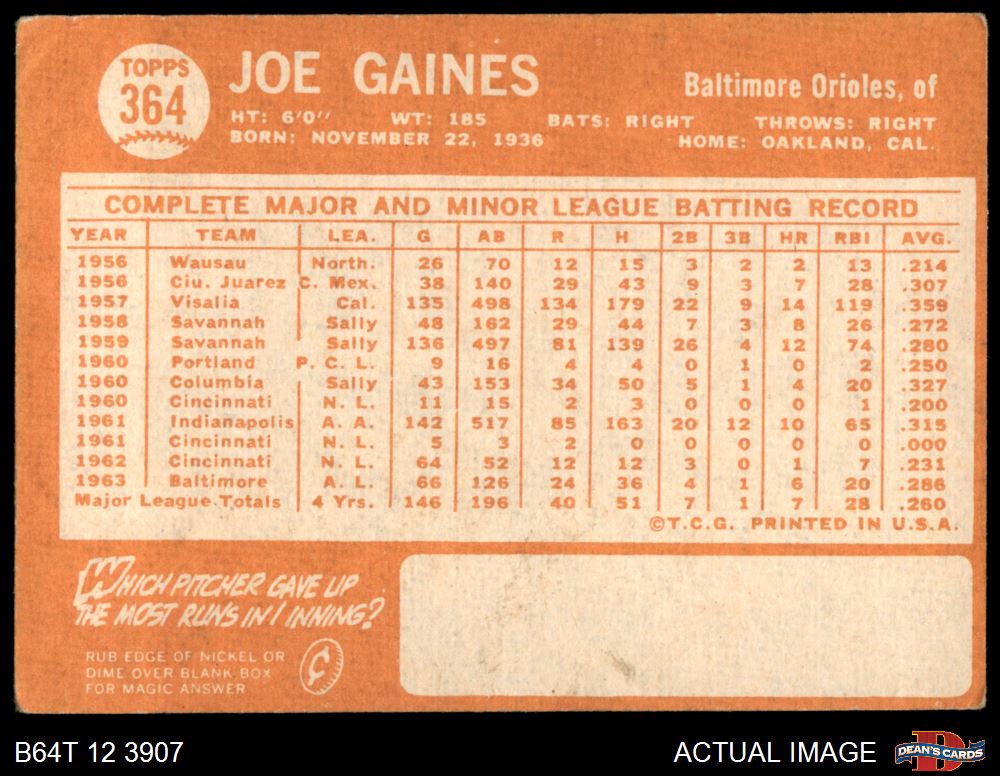 TOPPS
364
JOE GAINES
Baltimore Orioles, of
HT: 6'0" WT: 185 BATS: RIGHT THROWS: RIGHT
BORN: NOVEMBER 22, 1936 HOME: OAKLAND, CAL.
COMPLETE MAJOR AND MINOR LEAGUE BATTING RECORD
YEAR TEAM LEA. G AB R H 2B 3B HR RBI AVG.
1956 Wausau North. 26 70 12 15 3 2 2 13 .214
1956 Ciu. Juarez C. Mex. 38 140 29 43 9 3 7 28 .307
1957 Visalia Cal. 135 498 134 179 22 9 14 119 .359
1958 Savannah Sally 48 162 29 44 7 3 8 26 .272
1959 Savannah Sally 136 497 81 139 26 4 12 74 .280
1960 Portland P. C. L. 9 16 4 4 0 1 0 2 .250
1960 Columbia Sally 43 153 34 50 5 1 4 20 .327
1960 Cincinnati N. L. 11 15 2 3 0 0 0 1 .200
1961 Indianapolis A. A. 142 517 85 163 20 12 10 65 .315
1961 Cincinnati N. L. 5 3 2 0 0 0 0 0 .000
1962 Cincinnati N. L. 64 52 12 12 3 0 1 7 .231
1963 Baltimore A. L. 66 126 24 36 4 1 6 20 .286
Major League Totals 4 Yrs. 146 196 40 51 7 1 7 28 .260
©T.C.G. PRINTED IN U.S.A.
WHICH PITCHER GAVE UP
THE MOST RUNS IN 1 INNING?
RUB EDGE OF NICKEL OR
DIME OVER BLANK BOX
FOR MAGIC ANSWER
¢
B64T 12 3907
ACTUAL IMAGE
D
DEAN'S CARDS